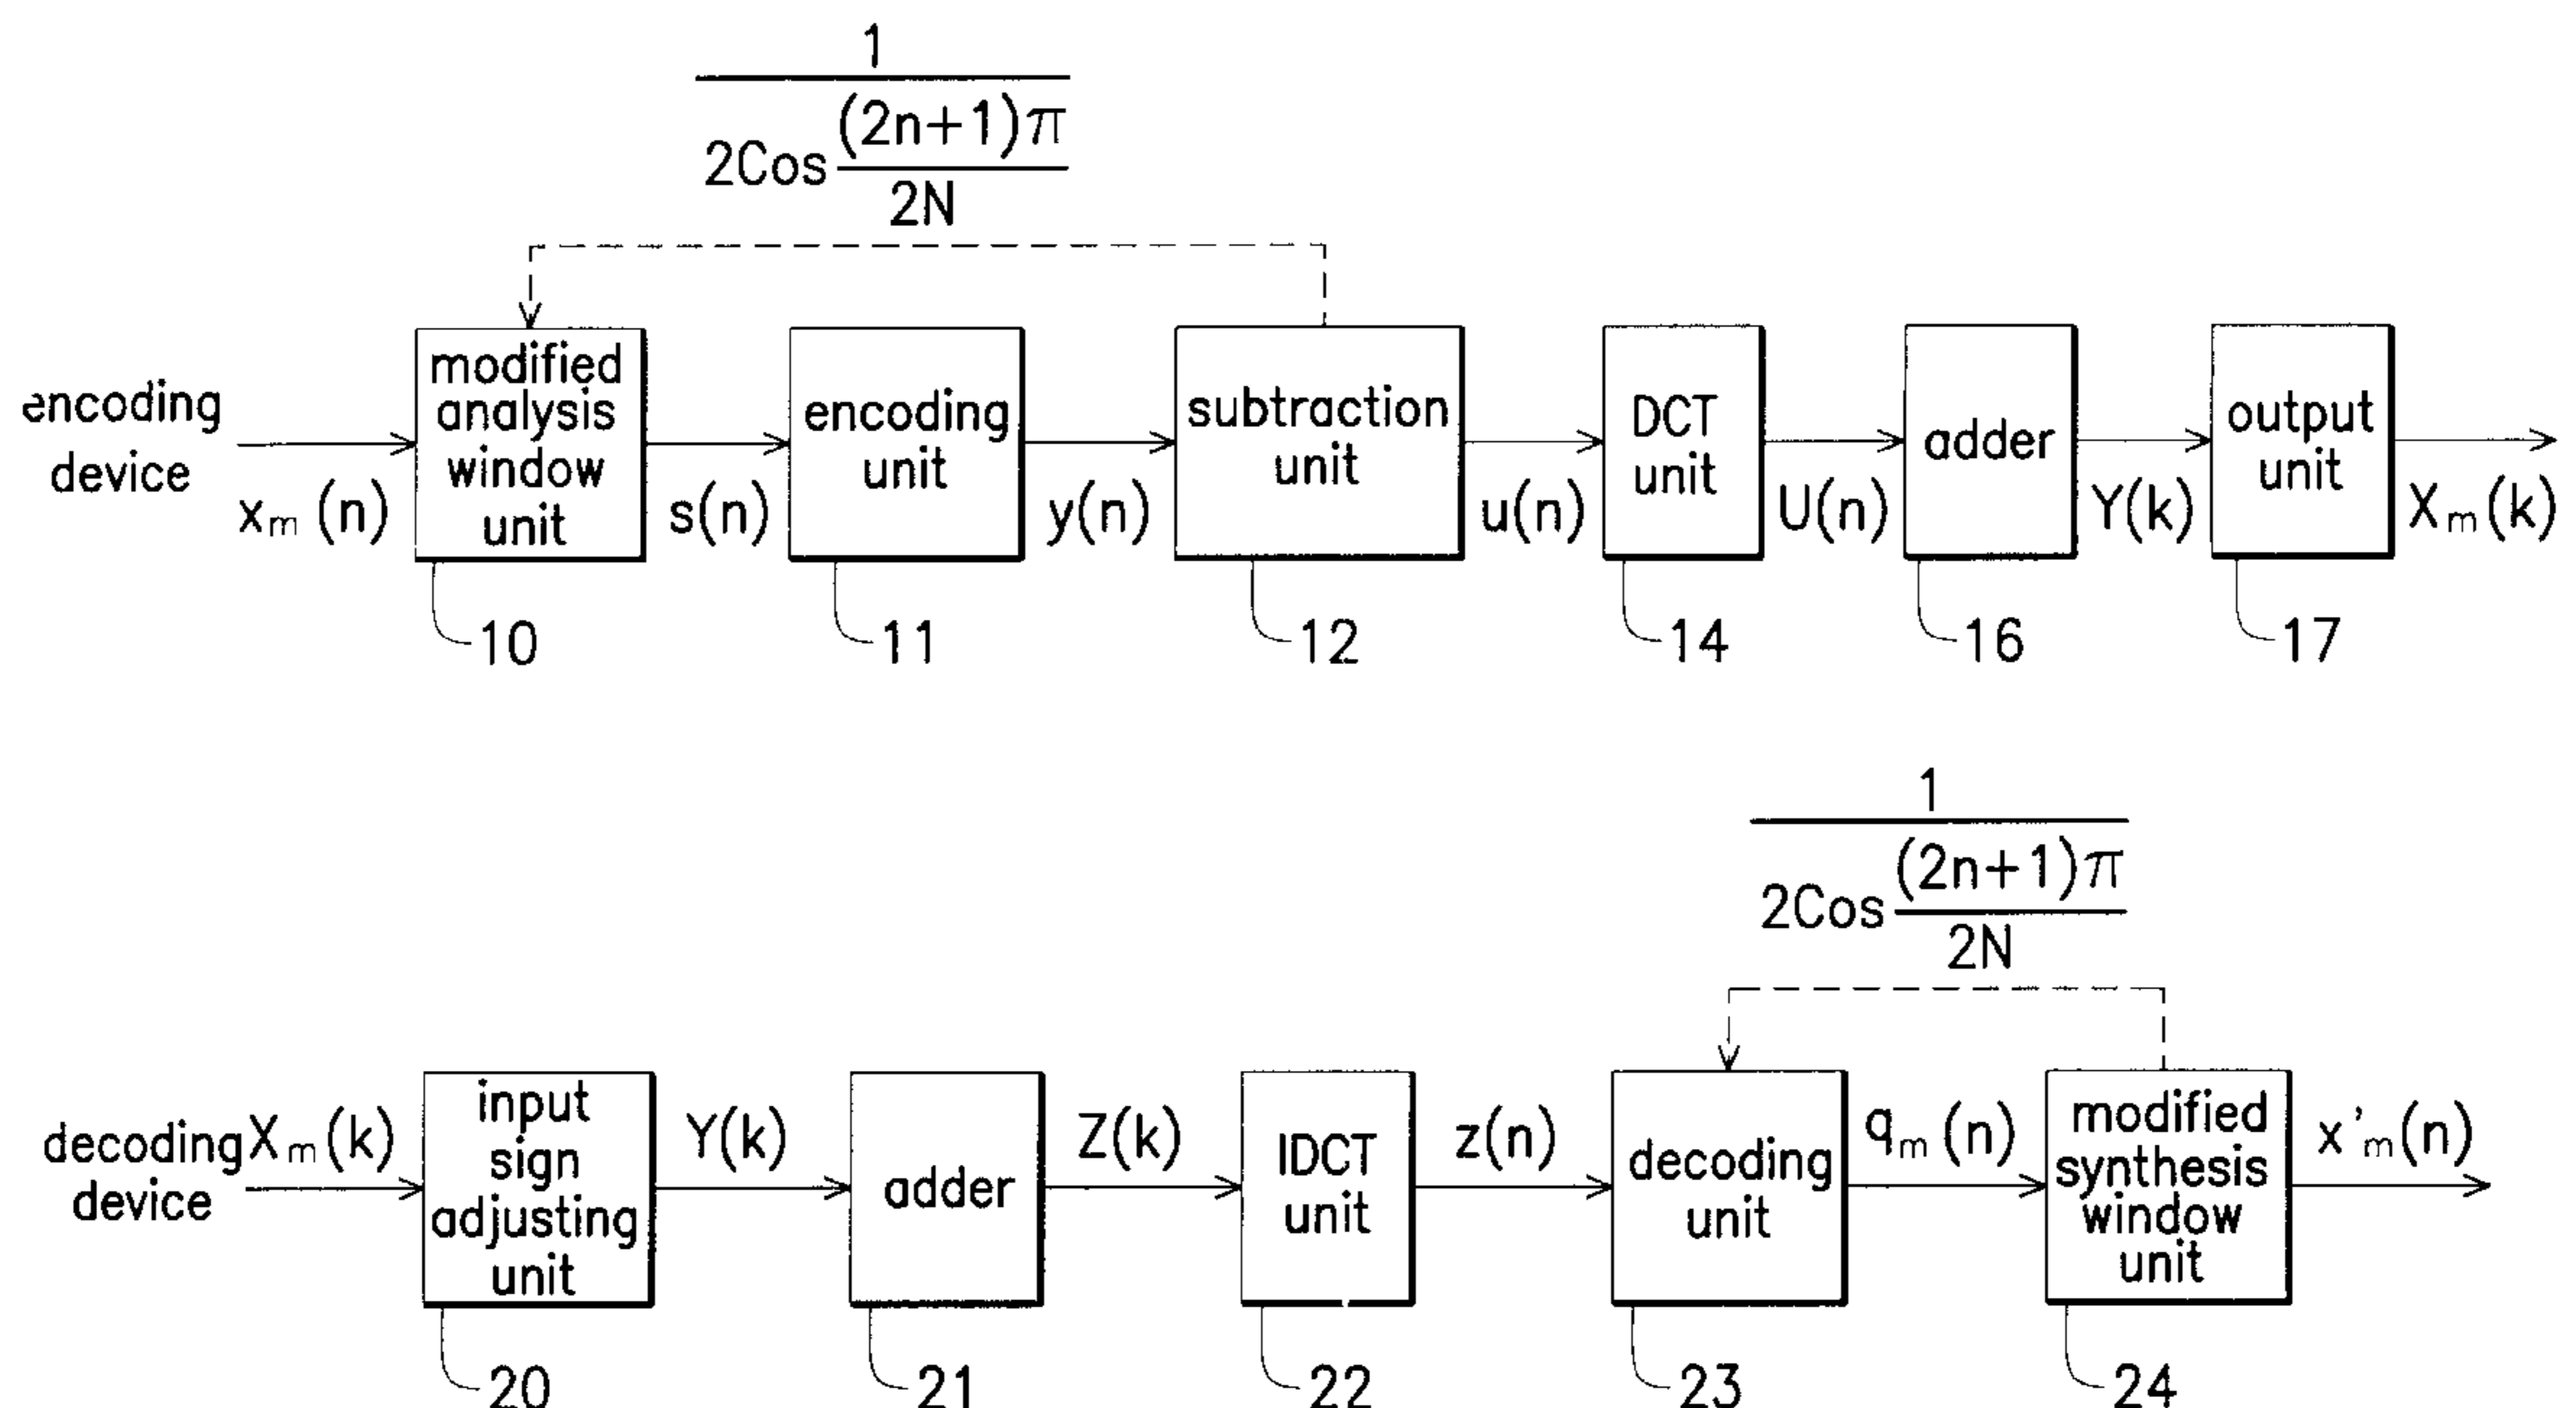 1
2Cos (2n+1)π
2N
encoding
device
xₘ(n)
modified
analysis
window
unit
s(n)
encoding
unit
y(n)
subtraction
unit
u(n)
DCT
unit
U(n)
adder
Y(k)
output
unit
Xₘ(k)
10
11
12
14
16
17
1
2Cos (2n+1)π
2N
decoding
device
Xₘ(k)
input
sign
adjusting
unit
Y(k)
adder
Z(k)
IDCT
unit
z(n)
decoding
unit
qₘ(n)
modified
synthesis
window
unit
x'ₘ(n)
20
21
22
23
24